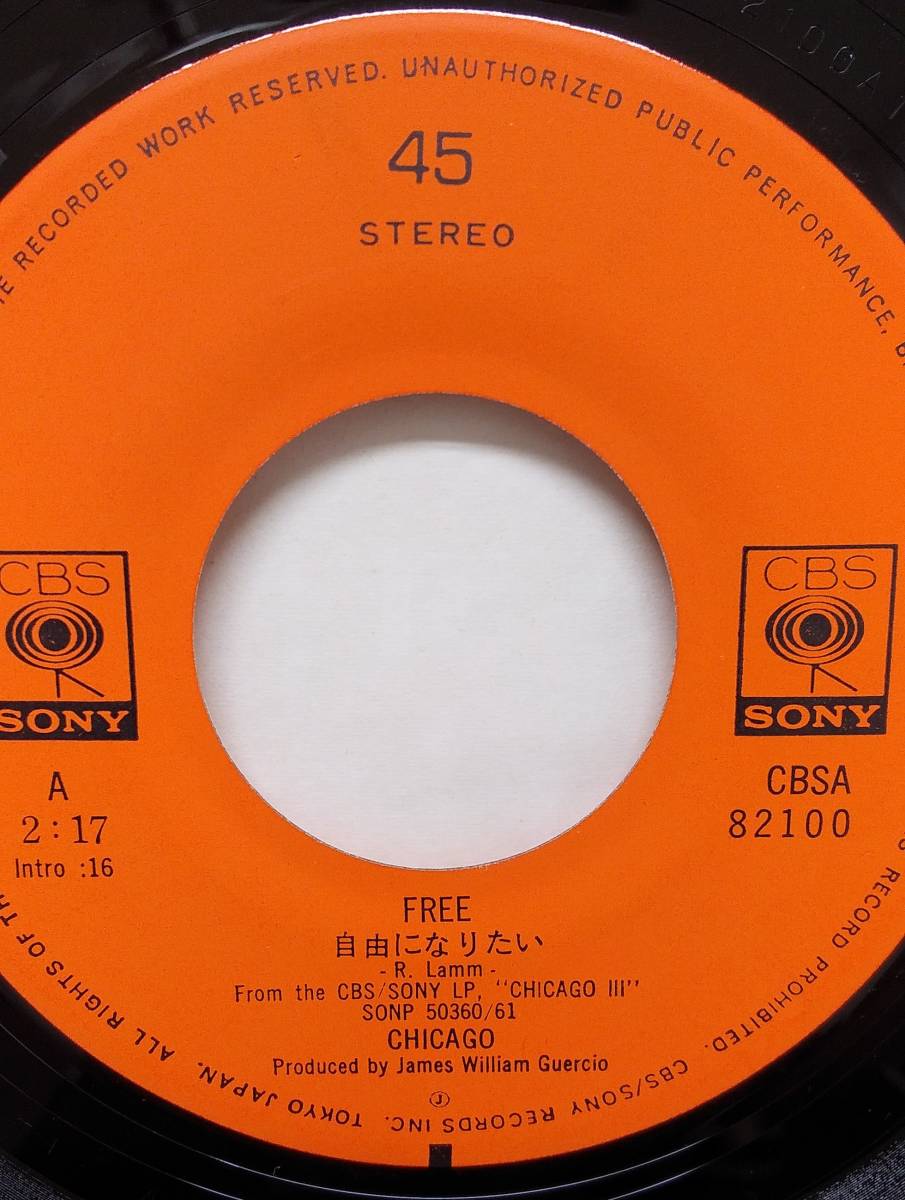 ALL RIGHTS OF TH
E RECORDED WORK RESERVED. UNAUTHORIZED PUBLIC PERFORMANCE,
RECORD PROHIBITED. CBS/SONY RECORDS INC. TOKYO JAPAN.
45
STEREO
CBS
SONY
CBS
SONY
A
2:17
Intro :16
CBSA
82100
FREE
自由になりたい
- R. Lamm -
From the CBS/SONY LP, "CHICAGO III"
SONP 50360/61
CHICAGO
Produced by James William Guercio
Ⓙ